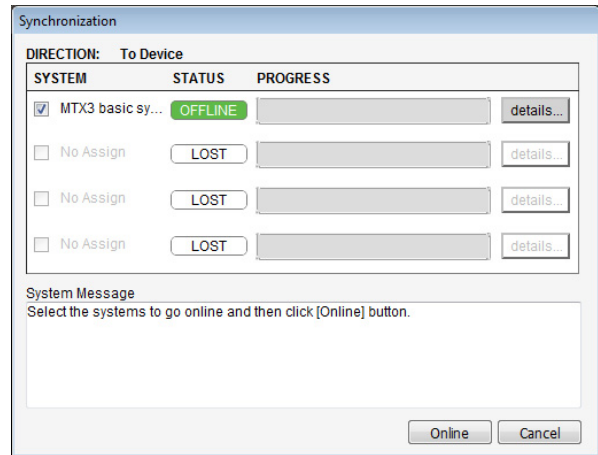 Synchronization
DIRECTION: To Device
SYSTEM STATUS PROGRESS
MTX3 basic sy... OFFLINE details...
No Assign LOST details...
No Assign LOST details...
No Assign LOST details...
System Message
Select the systems to go online and then click [Online] button.
Online Cancel